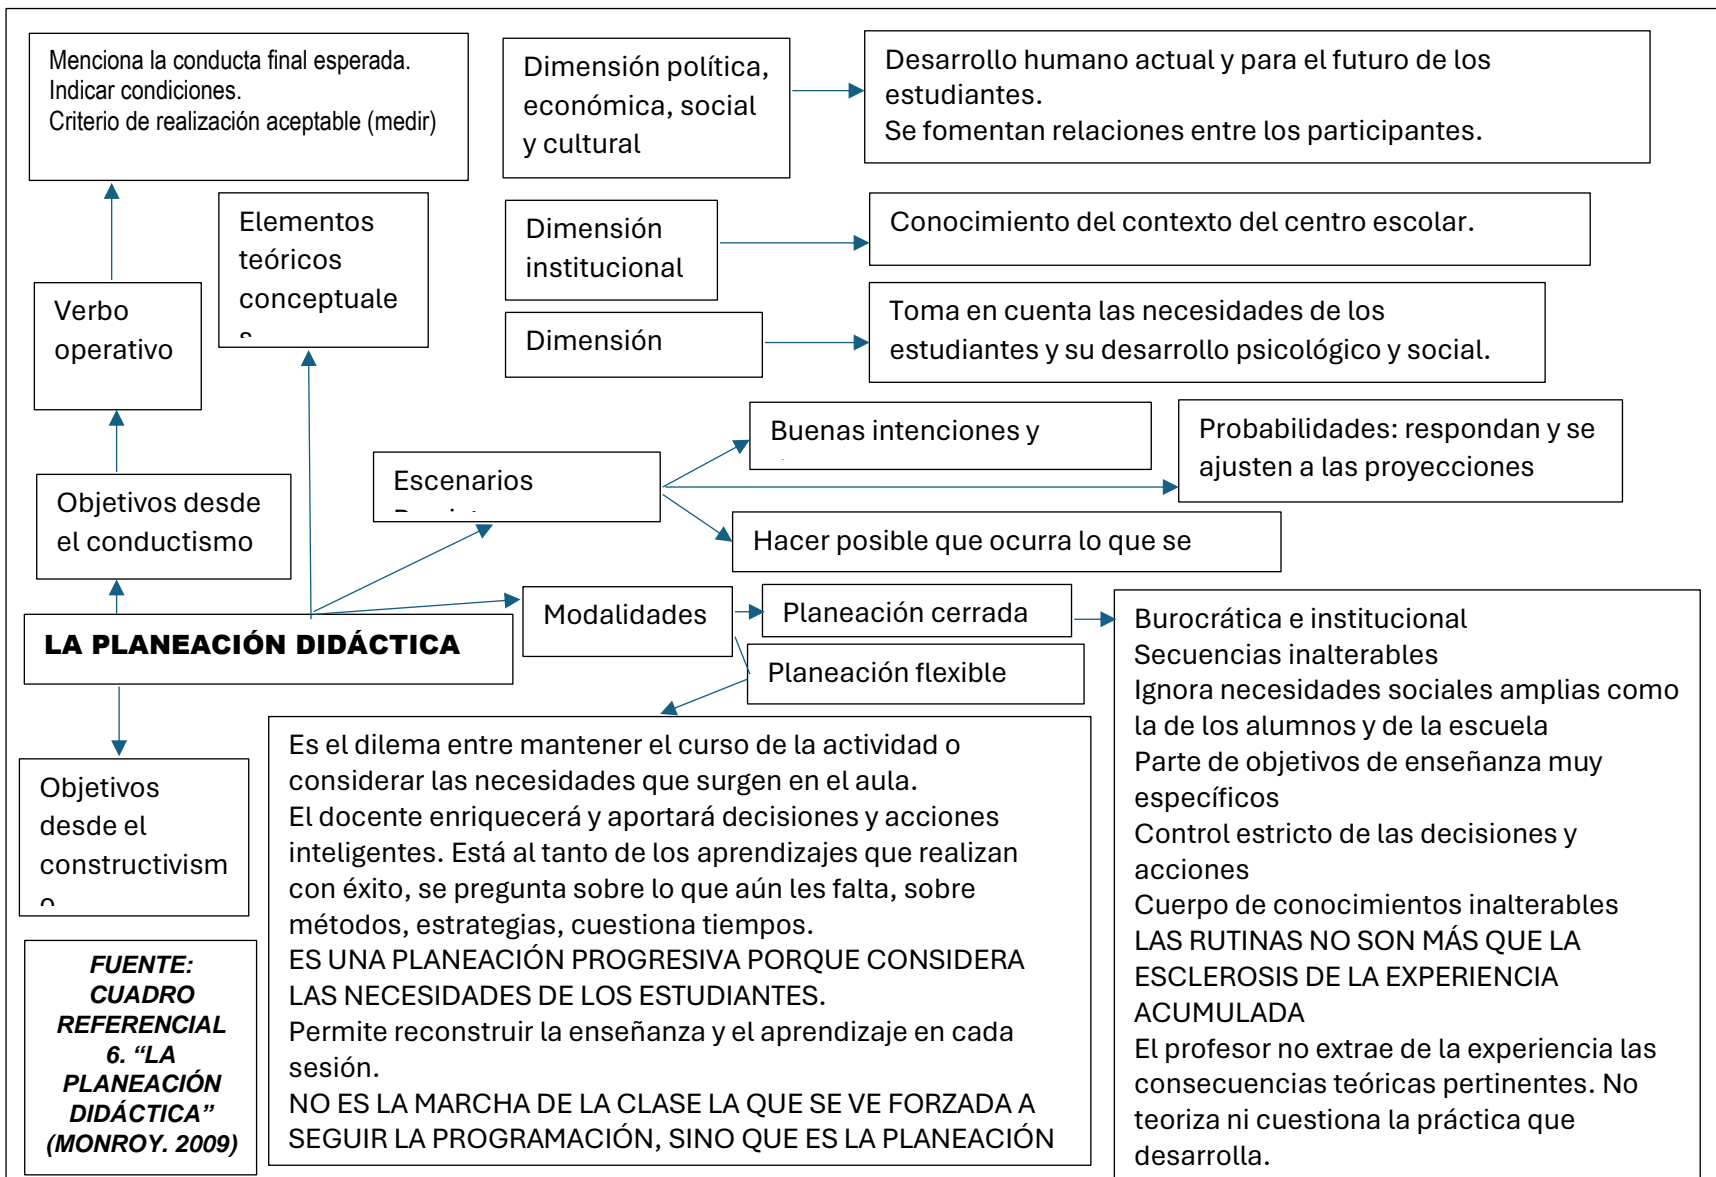 Menciona la conducta final esperada.
Indicar condiciones.
Criterio de realización aceptable (medir)
Dimensión política,
económica, social
y cultural
Desarrollo humano actual y para el futuro de los
estudiantes.
Se fomentan relaciones entre los participantes.
Elementos
teóricos
conceptuale
Dimensión
institucional
Conocimiento del contexto del centro escolar.
Verbo
operativo
Dimensión
Toma en cuenta las necesidades de los
estudiantes y su desarrollo psicológico y social.
Buenas intenciones y
Probabilidades: respondan y se
ajusten a las proyecciones
Escenarios
Objetivos desde
el conductismo
Hacer posible que ocurra lo que se
Modalidades
Planeación cerrada
LA PLANEACIÓN DIDÁCTICA
Planeación flexible
Burocrática e institucional
Secuencias inalterables
Ignora necesidades sociales amplias como
la de los alumnos y de la escuela
Parte de objetivos de enseñanza muy
específicos
Control estricto de las decisiones y
acciones
Cuerpo de conocimientos inalterables
LAS RUTINAS NO SON MÁS QUE LA
ESCLEROSIS DE LA EXPERIENCIA
ACUMULADA
El profesor no extrae de la experiencia las
consecuencias teóricas pertinentes. No
teoriza ni cuestiona la práctica que
desarrolla.
Es el dilema entre mantener el curso de la actividad o
considerar las necesidades que surgen en el aula.
El docente enriquecerá y aportará decisiones y acciones
inteligentes. Está al tanto de los aprendizajes que realizan
con éxito, se pregunta sobre lo que aún les falta, sobre
métodos, estrategias, cuestiona tiempos.
ES UNA PLANEACIÓN PROGRESIVA PORQUE CONSIDERA
LAS NECESIDADES DE LOS ESTUDIANTES.
Permite reconstruir la enseñanza y el aprendizaje en cada
sesión.
NO ES LA MARCHA DE LA CLASE LA QUE SE VE FORZADA A
SEGUIR LA PROGRAMACIÓN, SINO QUE ES LA PLANEACIÓN
Objetivos
desde el
constructivism
FUENTE:
CUADRO
REFERENCIAL
6. “LA
PLANEACIÓN
DIDÁCTICA”
(MONROY. 2009)